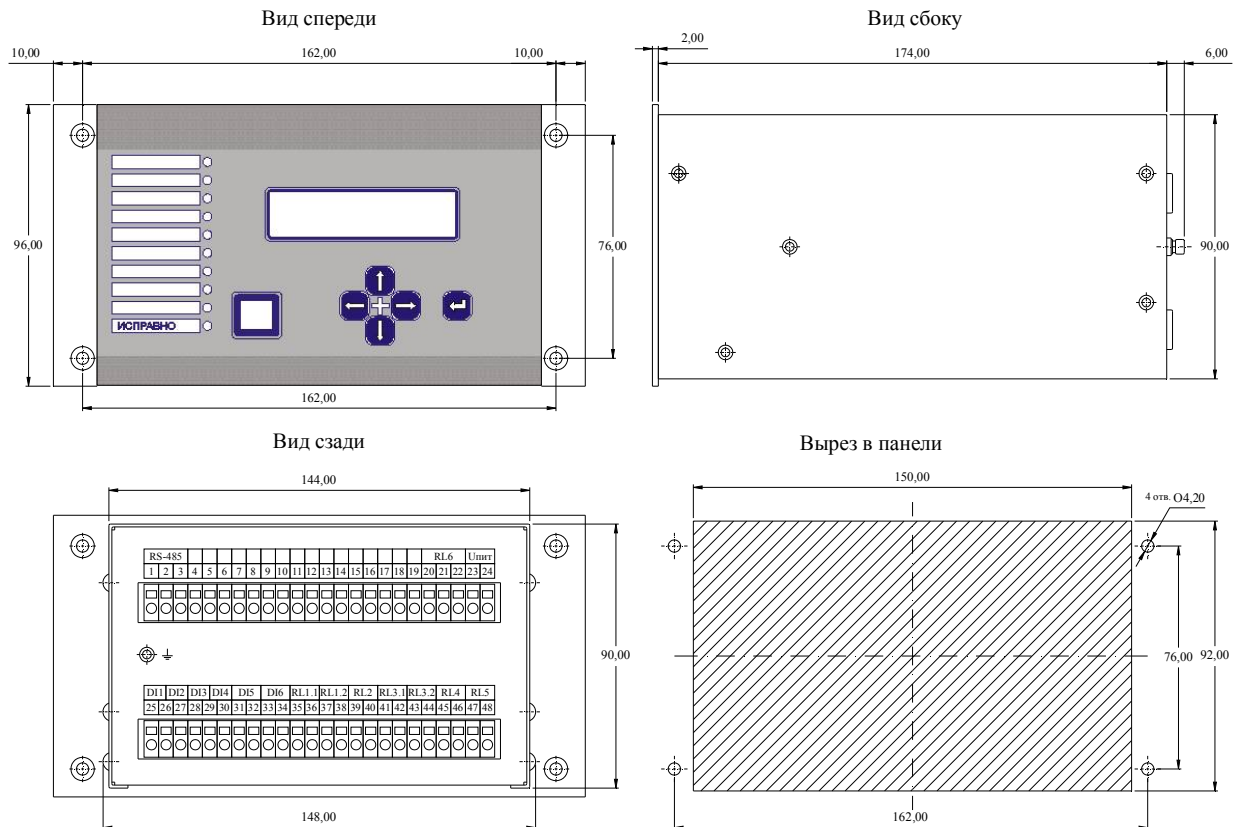 Вид спереди
Вид сбоку
10,00
162,00
10,00
2,00
174,00
6,00
96,00
76,00
90,00
ИСПРАВНО
162,00
Вид сзади
Вырез в панели
144,00
150,00
4 отв. O4,20
RS-485 RL6 Uпит
1 2 3 4 5 6 7 8 9 10 11 12 13 14 15 16 17 18 19 20 21 22 23 24
90,00
76,00
92,00
DI1 DI2 DI3 DI4 DI5 DI6 RL1.1 RL1.2 RL2 RL3.1 RL3.2 RL4 RL5
25 26 27 28 29 30 31 32 33 34 35 36 37 38 39 40 41 42 43 44 45 46 47 48
148,00
162,00